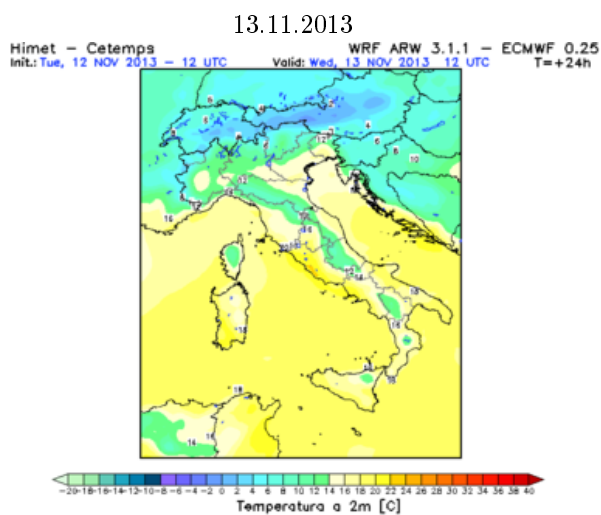 13.11.2013
Himet – Cetemps WRF ARW 3.1.1 – ECMWF 0.25
Init.: Tue, 12 NOV 2013 – 12 UTC Valid: Wed, 13 NOV 2013 12 UTC T=+24h
-20 -18 -16 -14 -12 -10 -8 -6 -4 -2 0 2 4 6 8 10 12 14 16 18 20 22 24 26 28 30 32 34 36 38 40
Temperatura a 2m [C]